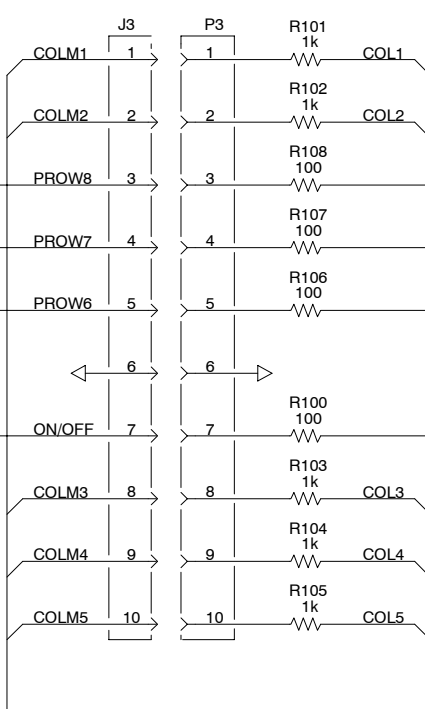 J3 P3 R101
1k
COLM1 1 1 COL1
R102
1k
COLM2 2 2 COL2
R108
100
PROW8 3 3
R107
100
PROW7 4 4
R106
100
PROW6 5 5
6 6
R100
100
ON/OFF 7 7
R103
1k
COLM3 8 8 COL3
R104
1k
COLM4 9 9 COL4
R105
1k
COLM5 10 10 COL5